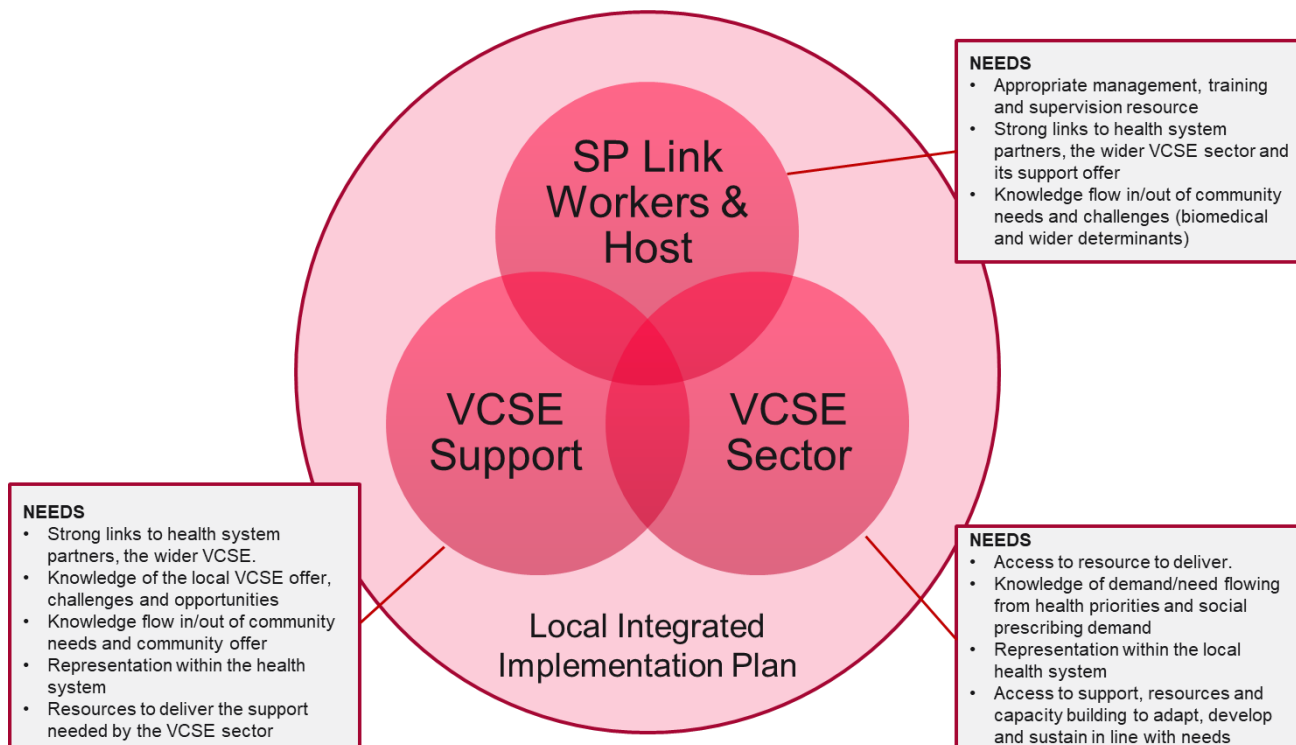 NEEDS
• Appropriate management, training
and supervision resource
• Strong links to health system
partners, the wider VCSE sector and
its support offer
• Knowledge flow in/out of community
needs and challenges (biomedical
and wider determinants)
SP Link
Workers &
Host
VCSE
Support
VCSE
Sector
Local Integrated
Implementation Plan
NEEDS
• Strong links to health system
partners, the wider VCSE.
• Knowledge of the local VCSE offer,
challenges and opportunities
• Knowledge flow in/out of community
needs and community offer
• Representation within the health
system
• Resources to deliver the support
needed by the VCSE sector
NEEDS
• Access to resource to deliver.
• Knowledge of demand/need flowing
from health priorities and social
prescribing demand
• Representation within the local
health system
• Access to support, resources and
capacity building to adapt, develop
and sustain in line with needs